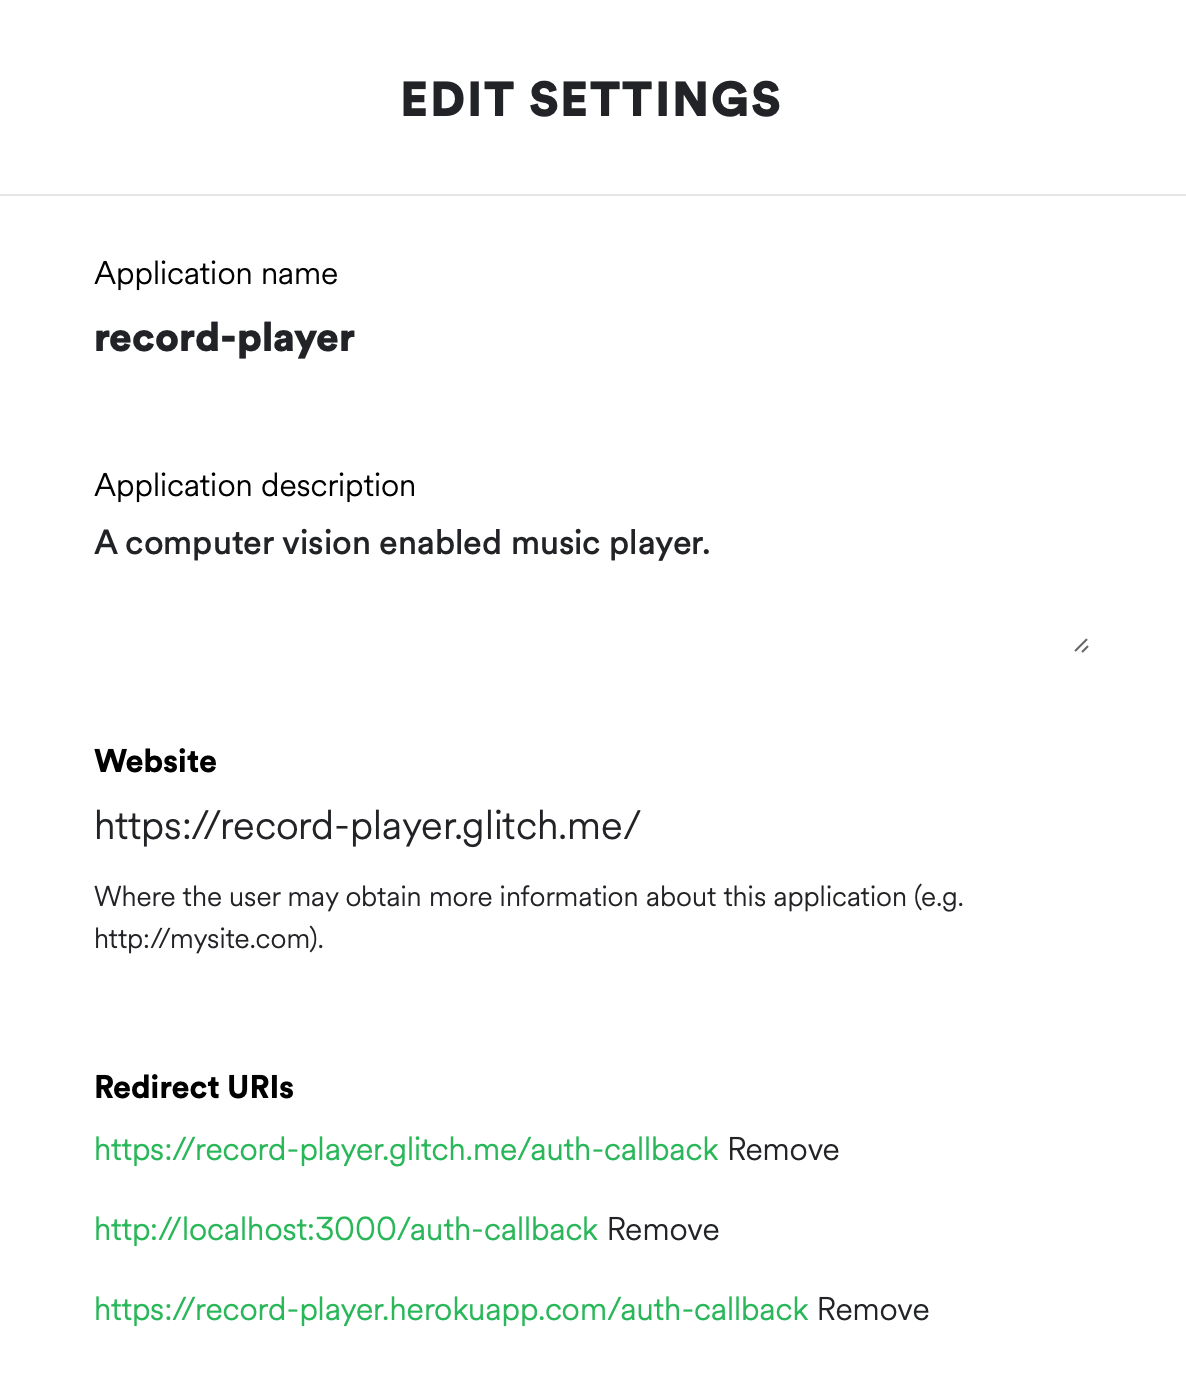 EDIT SETTINGS
Application name
record-player
Application description
A computer vision enabled music player.
Website
https://record-player.glitch.me/
Where the user may obtain more information about this application (e.g.
http://mysite.com).
Redirect URIs
https://record-player.glitch.me/auth-callback Remove
http://localhost:3000/auth-callback Remove
https://record-player.herokuapp.com/auth-callback Remove